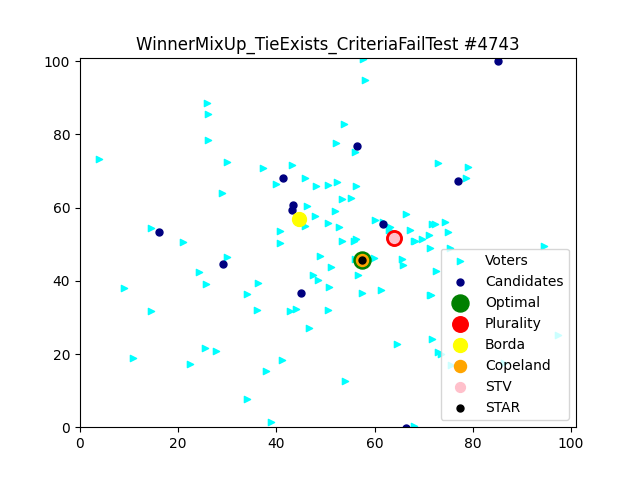 WinnerMixUp_TieExists_CriteriaFailTest #4743
100
80
60
40
20
0
0
20
40
60
80
100
Voters
Candidates
Optimal
Plurality
Borda
Copeland
STV
STAR